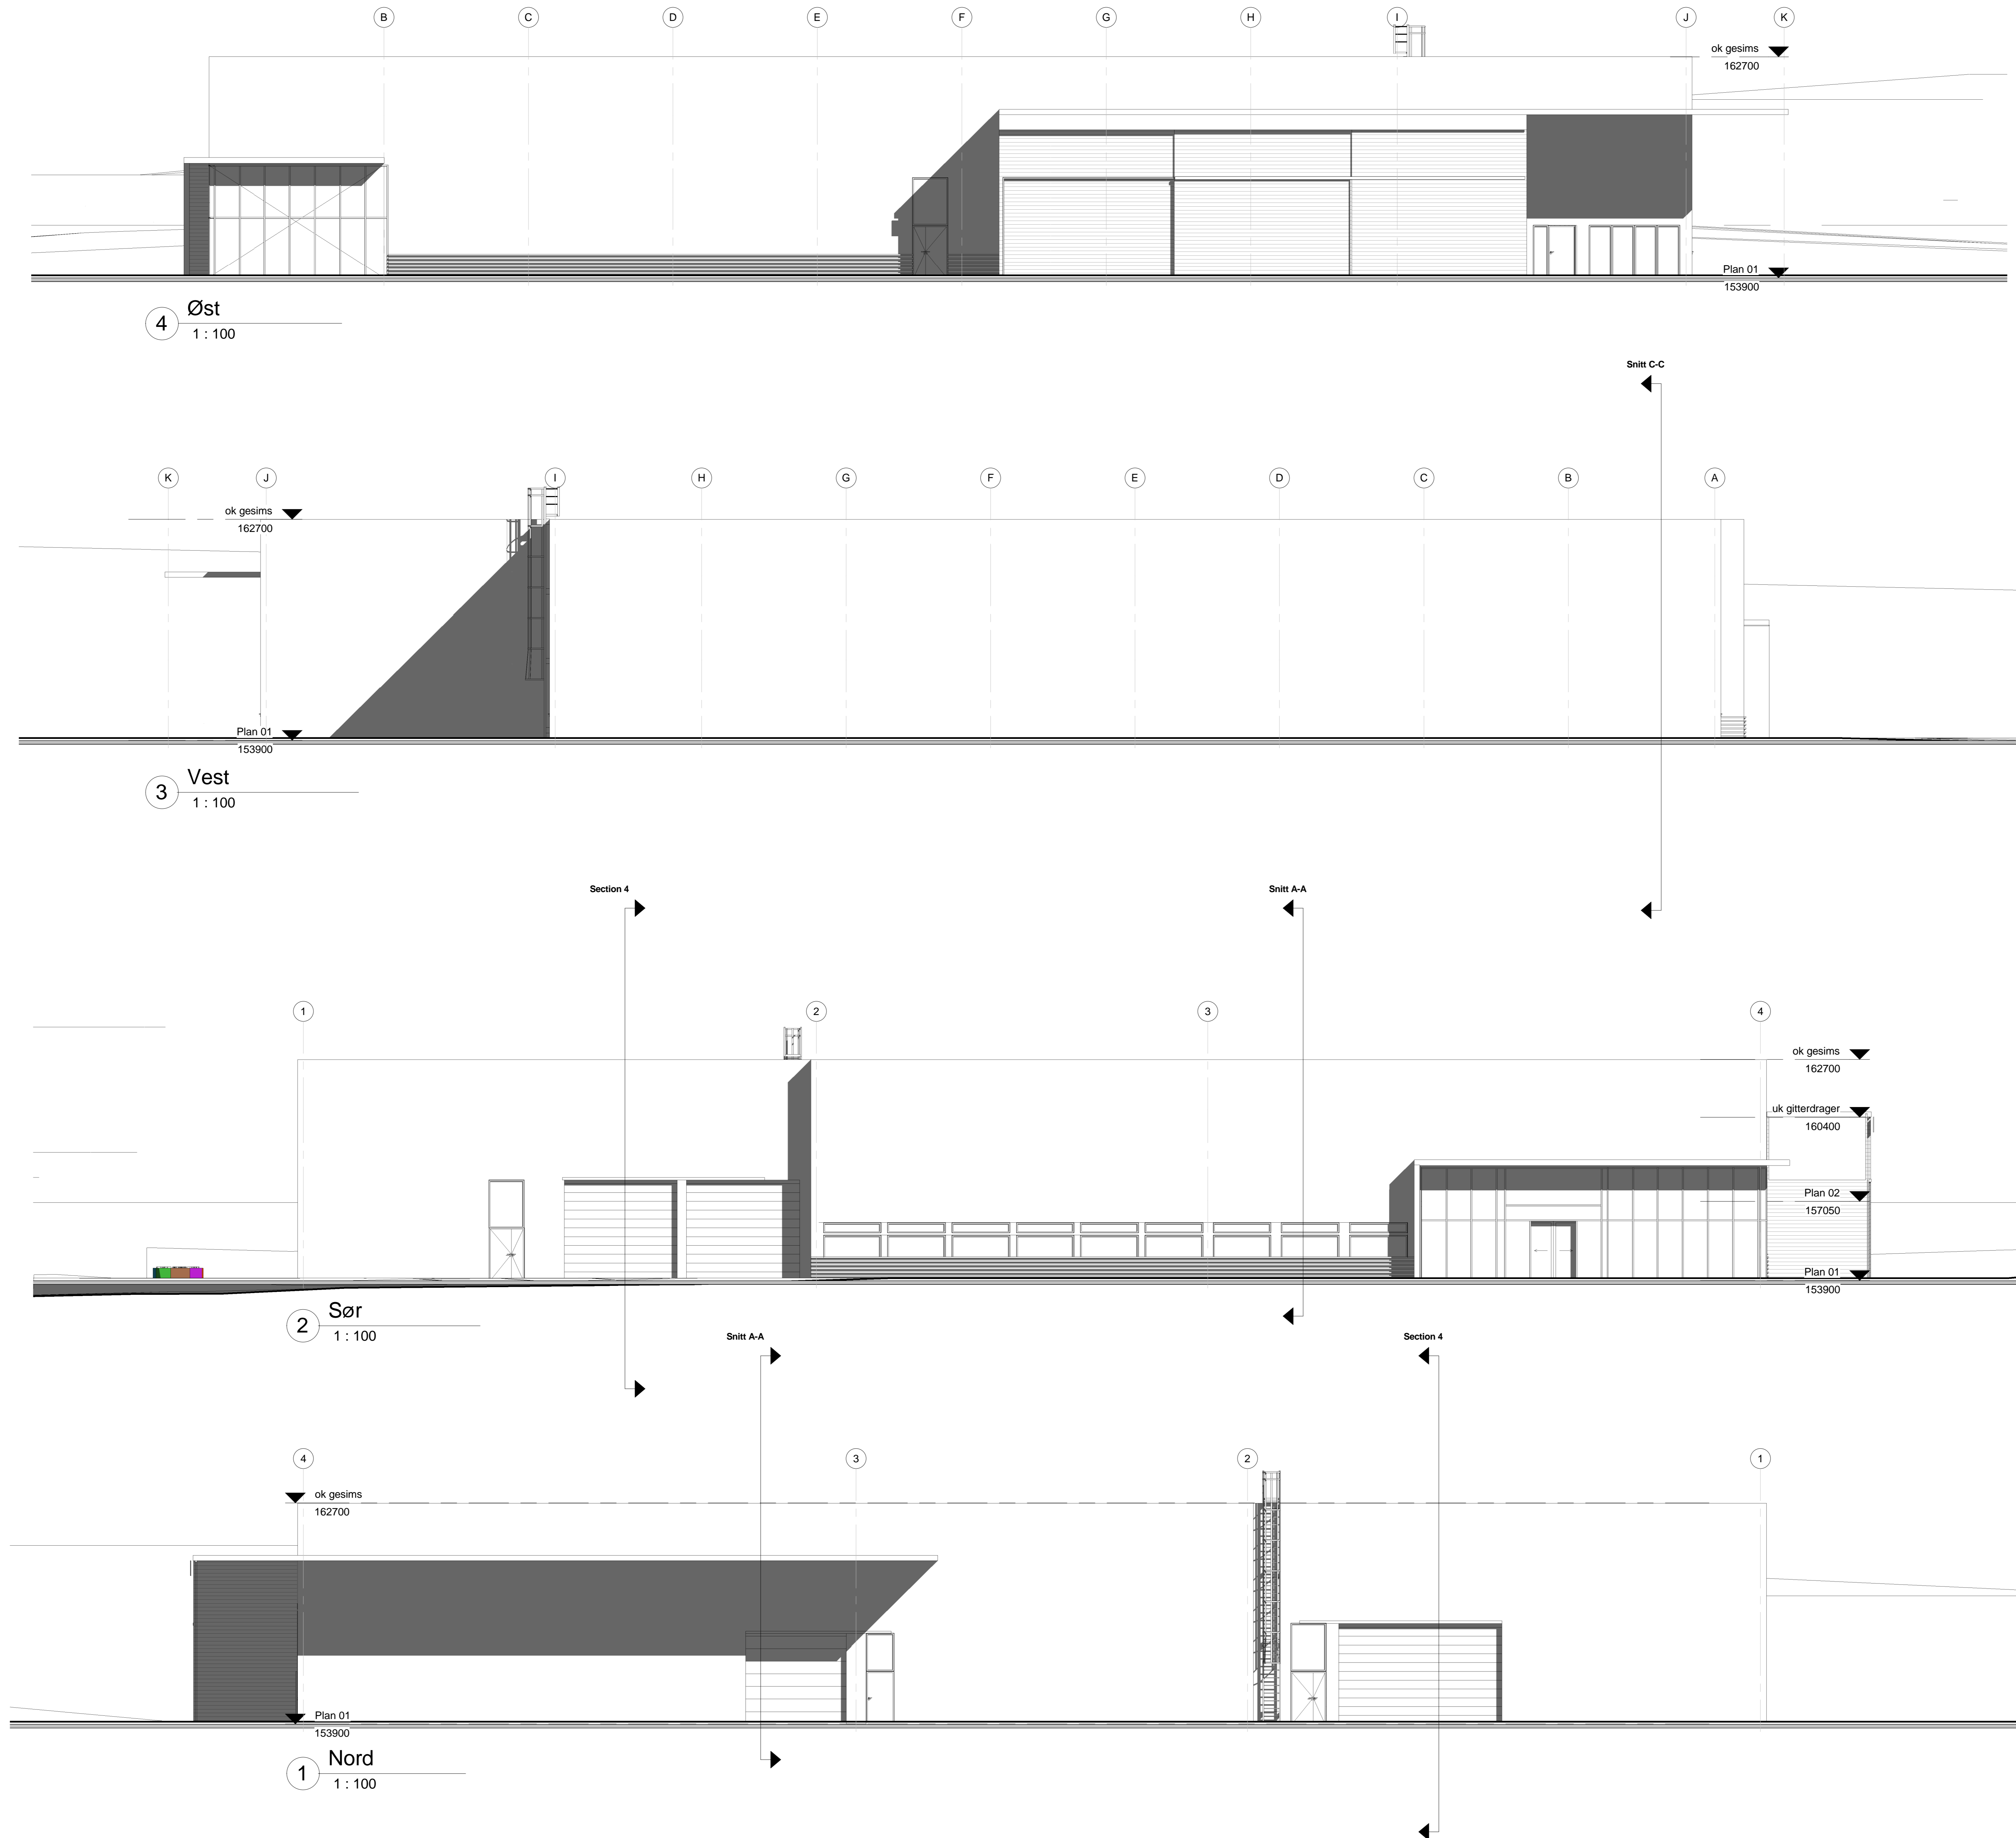 B C D E F G H I J K
ok gesims
162700
Plan 01
153900
4 Øst
1 : 100
Snitt C-C
K J I H G F E D C B A
ok gesims
162700
Plan 01
153900
3 Vest
1 : 100
Section 4 Snitt A-A
1 2 3 4
ok gesims
162700
uk gitterdrager
160400
Plan 02
157050
Plan 01
153900
2 Sør
1 : 100
Snitt A-A Section 4
4 3 2 1
ok gesims
162700
Plan 01
153900
1 Nord
1 : 100